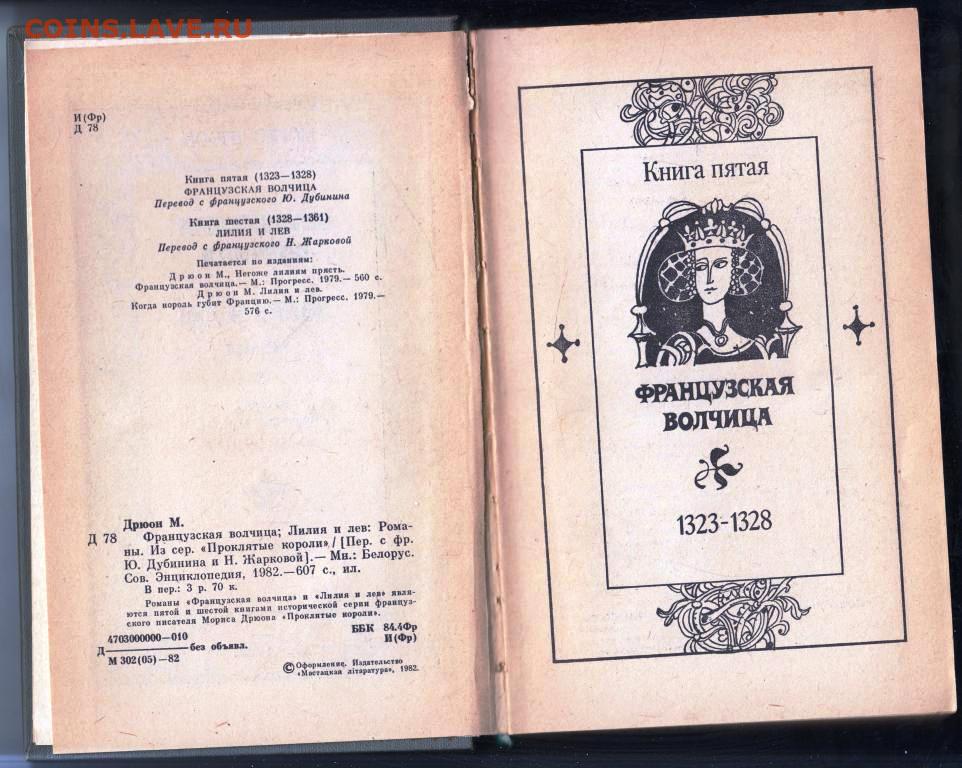 COINS.LAVE.RU
И(Фр)
Д 78
Книга пятая (1323—1328)
ФРАНЦУЗСКАЯ ВОЛЧИЦА
Перевод с французского Ю. Дубинина
Книга шестая (1328—1361)
ЛИЛИЯ И ЛЕВ
Перевод с французского Н. Жарковой
Печатается по изданиям:
Дрюон М., Негоже лилиям прясть.
Французская волчица.— М.: Прогресс. 1979.— 560 с.
Дрюон М. Лилия и лев.
Когда король губит Францию.— М.: Прогресс. 1979.—
576 с.
Дрюон М.
Д 78 Французская волчица; Лилия и лев: Рома-
ны. Из сер. «Проклятые короли». / [Пер. с фр.
Ю. Дубинина и Н. Жарковой].— Мн.: Белорус.
Сов. Энциклопедия, 1982.—607 с., ил.
В пер.: 3 р. 70 к.
Романы «Французская волчица» и «Лилия и лев» явля-
ются пятой и шестой книгами исторической серии француз-
ского писателя Мориса Дрюона «Проклятые короли».
4703000000—010
Д— без объявл.
М 302(05)—82
ББК 84.4Фр
И(Фр)
© Оформление. Издательство
«Мастацкая літаратура», 1982.
Книга пятая
ФРАНЦУЗСКАЯ
ВОЛЧИЦА
1323-1328